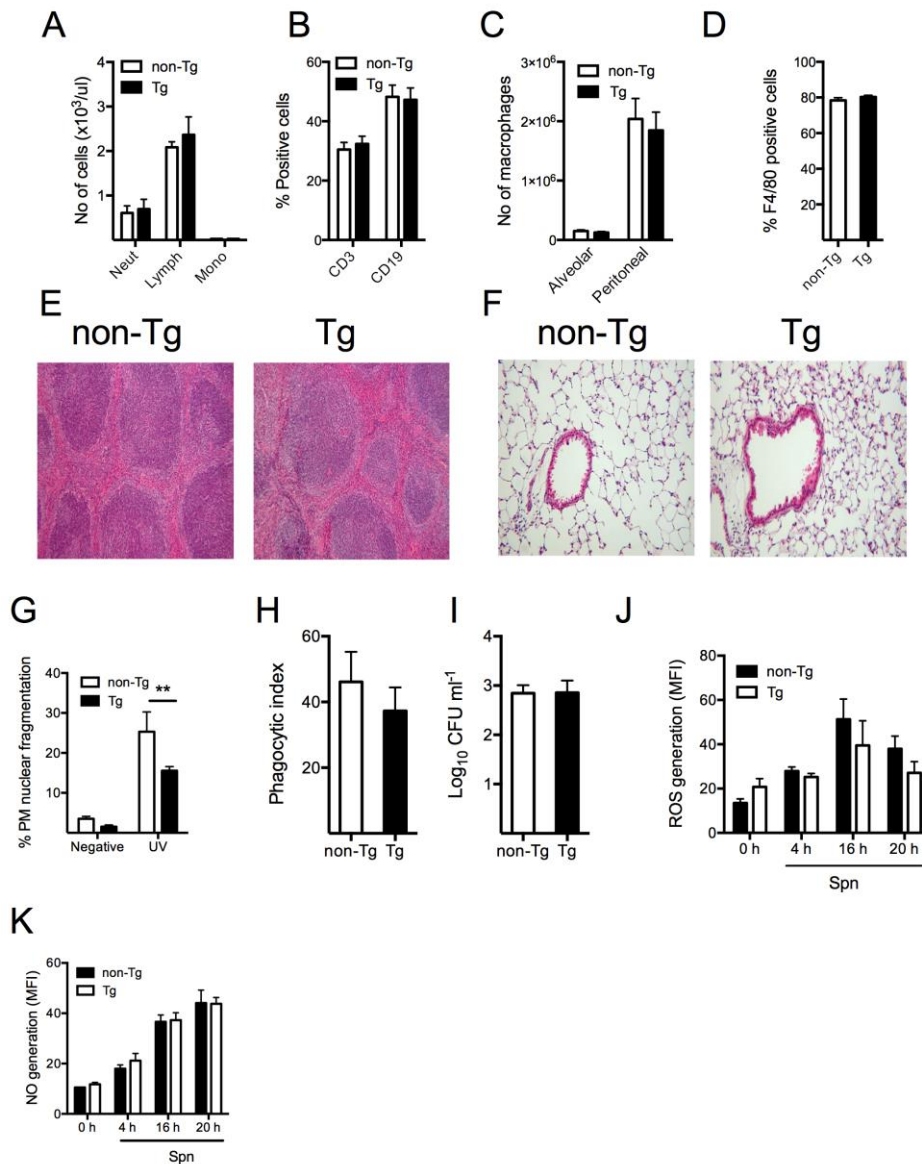 A
No of cells (x10³/ul)
4
3
2
1
non-Tg
Tg
Neut
Lymph
Mono
B
% Positive cells
60
40
20
0
non-Tg
Tg
CD3
CD19
C
No of macrophages
3×10⁶
2×10⁶
1×10⁶
0
non-Tg
Tg
Alveolar
Peritoneal
D
% F4/80 positive cells
100
80
60
40
20
non-Tg
Tg
E
non-Tg
Tg
F
non-Tg
Tg
G
% PM nuclear fragmentation
40
30
20
10
non-Tg
Tg
**
Negative
UV
H
Phagocytic index
60
40
20
non-Tg
Tg
I
Log₁₀ CFU ml⁻¹
4
3
2
1
non-Tg
Tg
J
ROS generation (MFI)
80
60
40
20
0
non-Tg
Tg
0 h
4 h
16 h
20 h
Spn
K
NO generation (MFI)
60
40
20
0
non-Tg
Tg
0 h
4 h
16 h
20 h
Spn